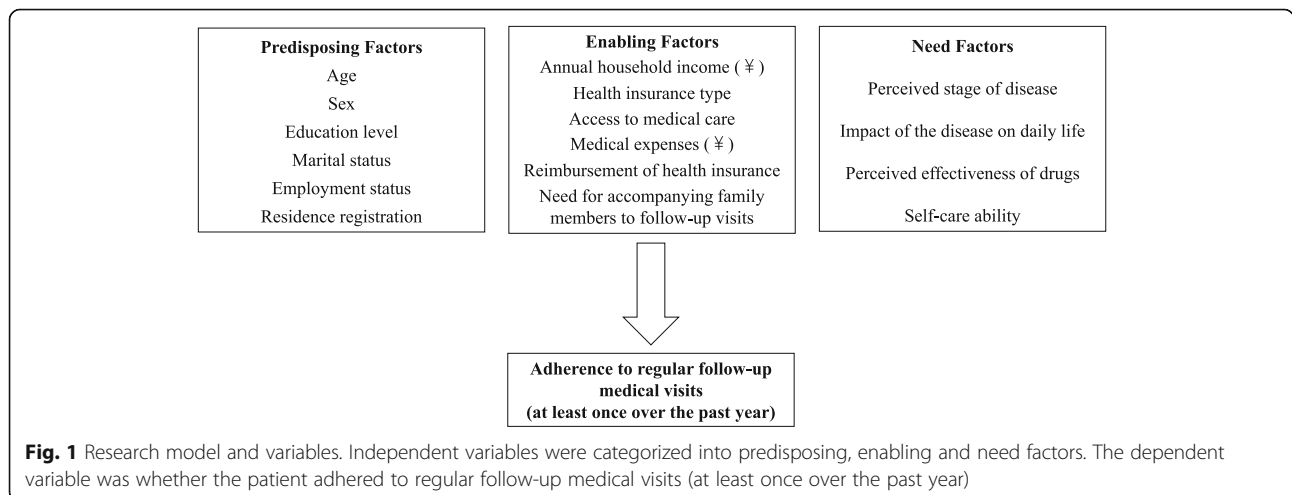 Predisposing Factors
Age
Sex
Education level
Marital status
Employment status
Residence registration
Enabling Factors
Annual household income (¥)
Health insurance type
Access to medical care
Medical expenses (¥)
Reimbursement of health insurance
Need for accompanying family
members to follow-up visits
Need Factors
Perceived stage of disease
Impact of the disease on daily life
Perceived effectiveness of drugs
Self-care ability
Adherence to regular follow-up
medical visits
(at least once over the past year)
Fig. 1 Research model and variables. Independent variables were categorized into predisposing, enabling and need factors. The dependent
variable was whether the patient adhered to regular follow-up medical visits (at least once over the past year)